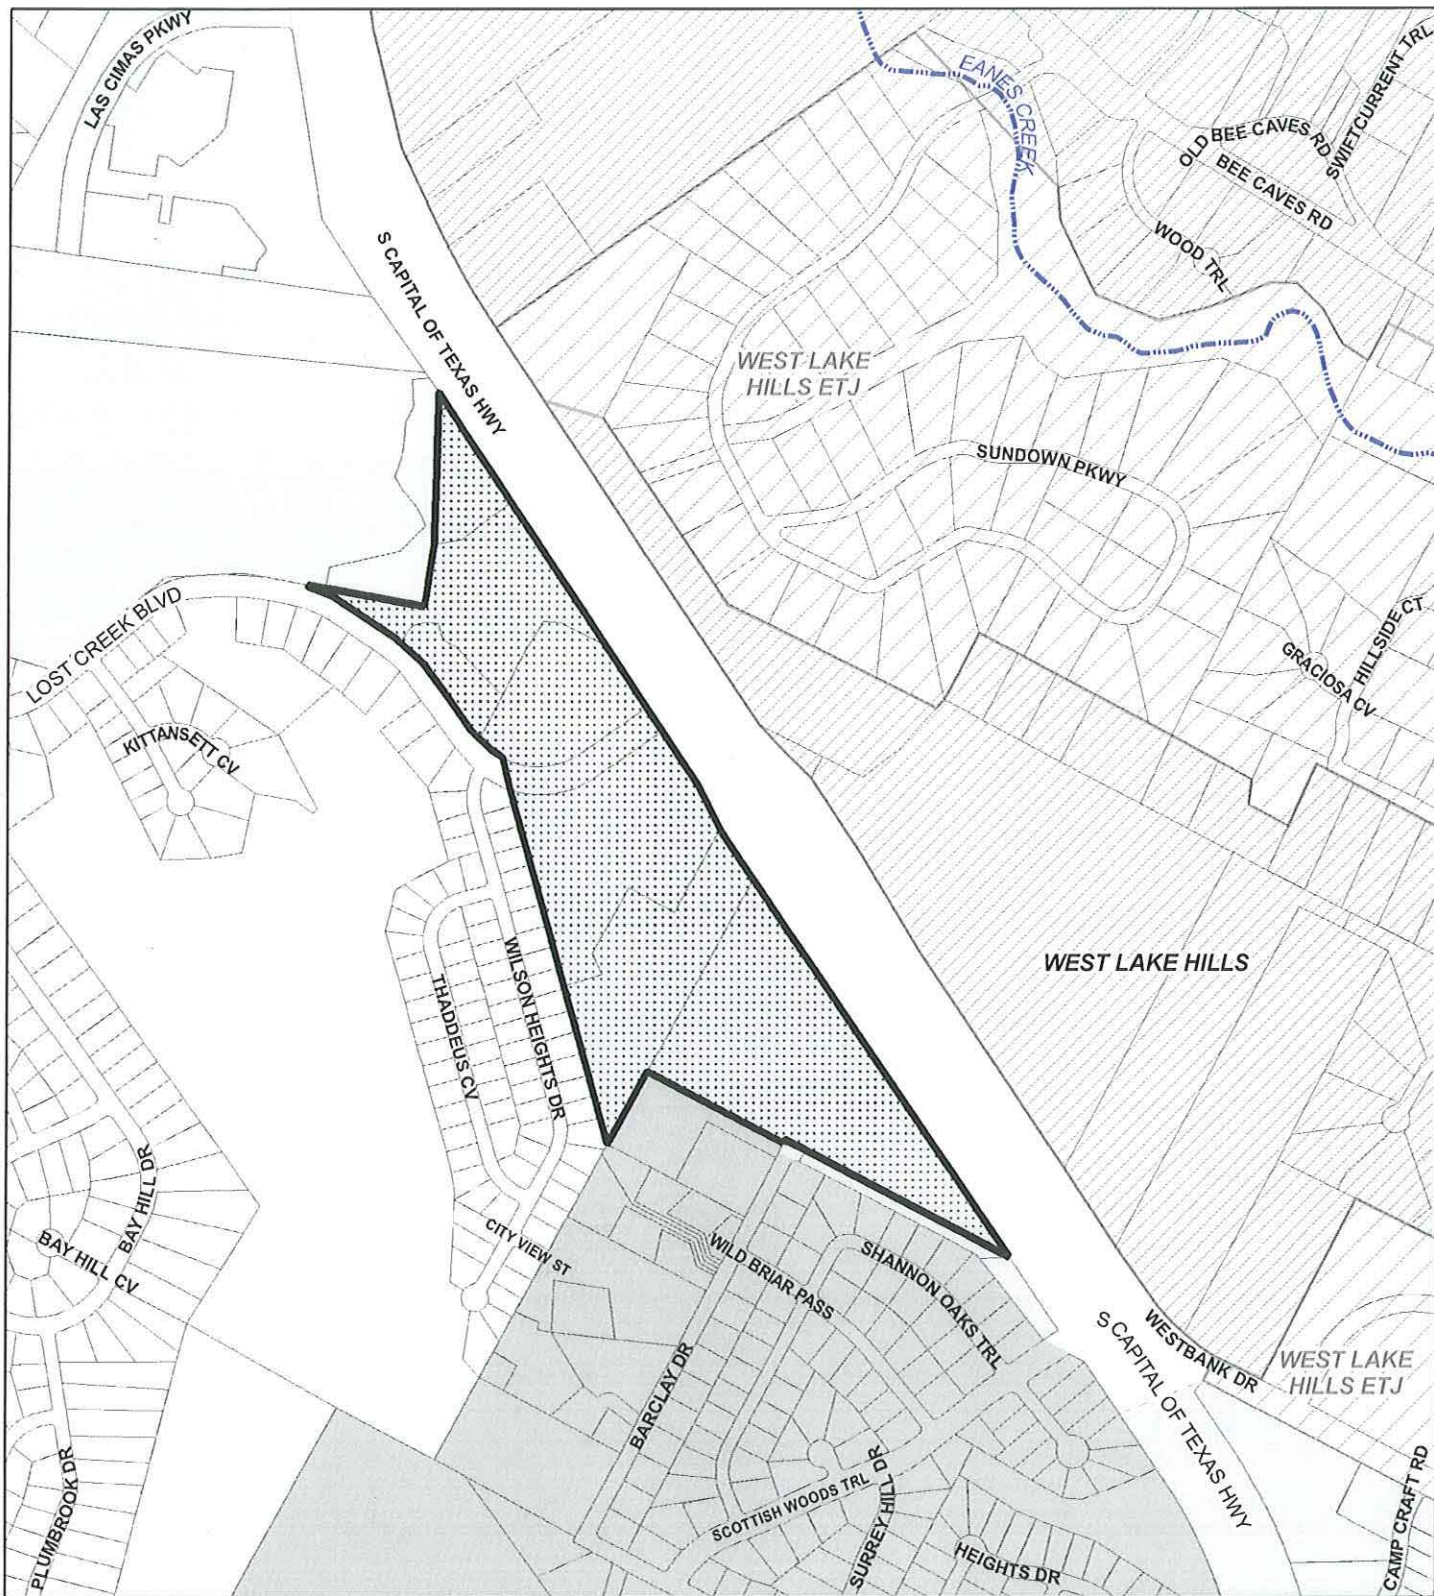 LAS CIMAS PKWY
EANES CREEK
SWIFTCURRENT TRL
OLD BEE CAVES RD
BEE CAVES RD
WOOD TRL
S CAPITAL OF TEXAS HWY
WEST LAKE
HILLS ETJ
SUNDOWN PKWY
LOST CREEK BLVD
HILLSIDE CT
GRACIOSA CV
KITTANSETT CV
WEST LAKE HILLS
WILSON HEIGHTS DR
THADDEUS CV
BAY HILL DR
BAY HILL CV
CITY VIEW ST
WILD BRIAR PASS
SHANNON OAKS TRL
BARCLAY DR
WESTBANK DR
S CAPITAL OF TEXAS HWY
WEST LAKE
HILLS ETJ
PLUMBROOK DR
SCOTTISH WOODS TRL
SURREY HILL DR
HEIGHTS DR
CAMP CRAFT RD